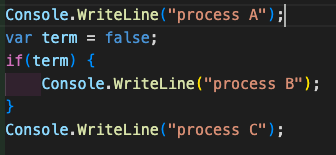 Console.WriteLine("process A");
var term = false;
if(term) {
    Console.WriteLine("process B");
}
Console.WriteLine("process C");